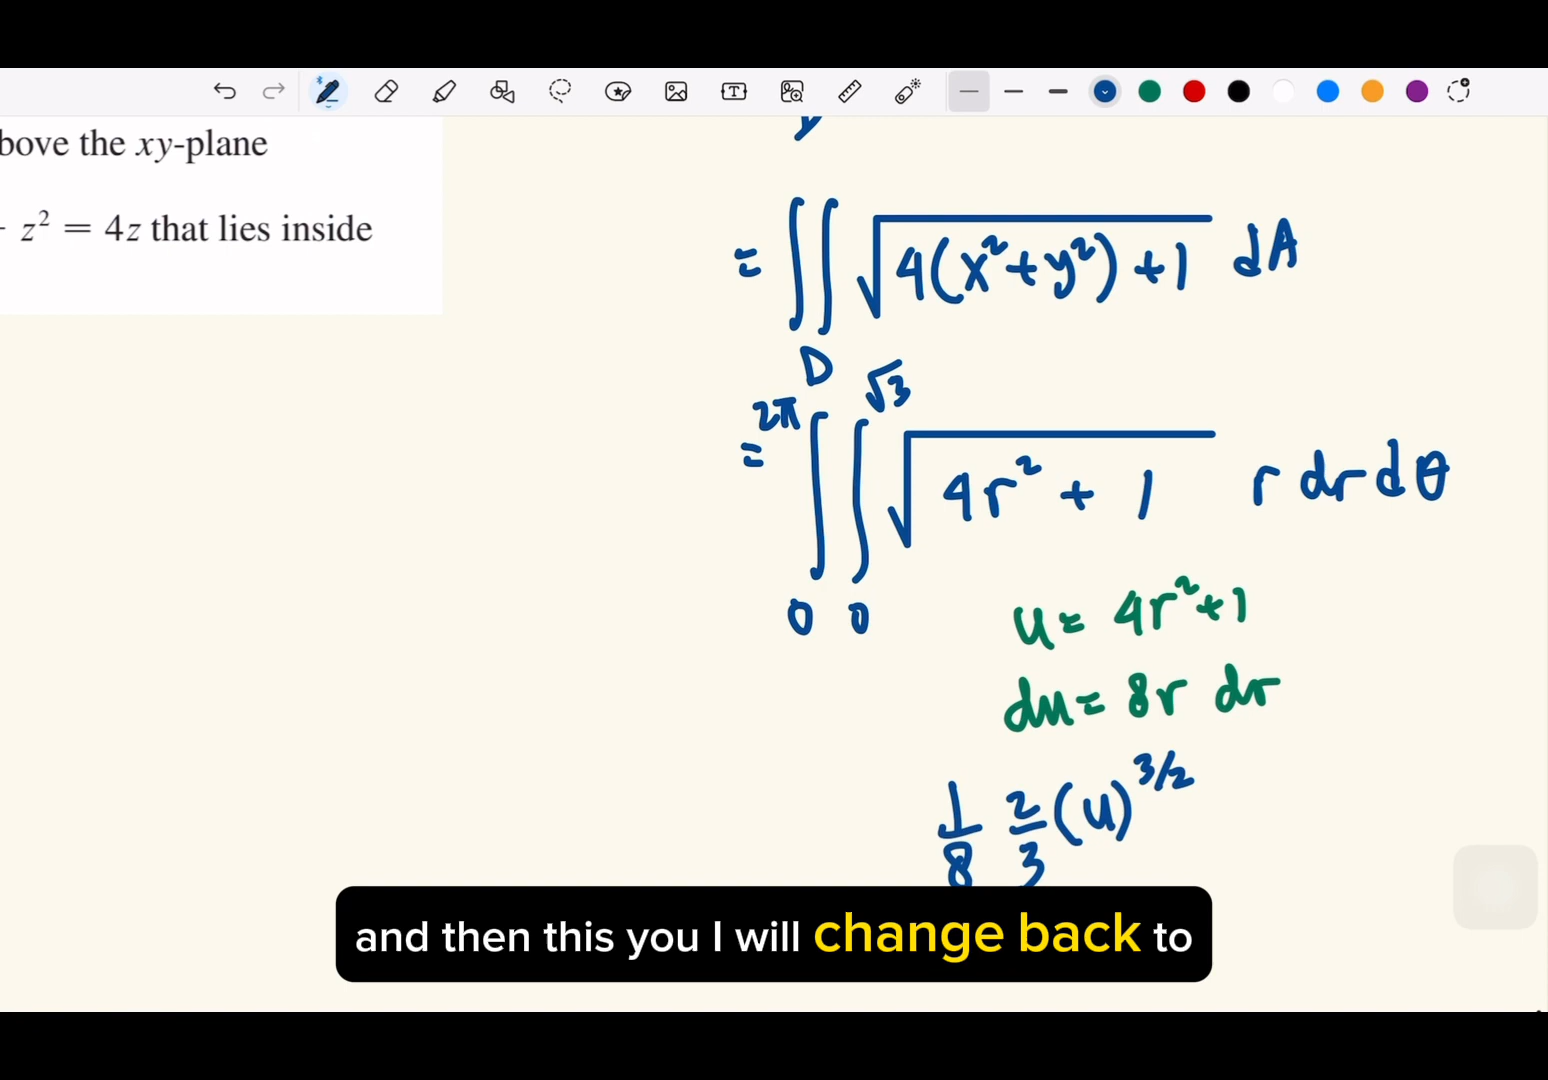 bove the xy-plane
z² = 4z that lies inside
= ∬ √4(x²+y²)+1 dA
D
2π √3
= ∫ ∫ √4r² + 1 r dr dθ
0 0
u = 4r²+1
du = 8r dr
1/8 2/3 (u)^3/2
and then this you I will change back to